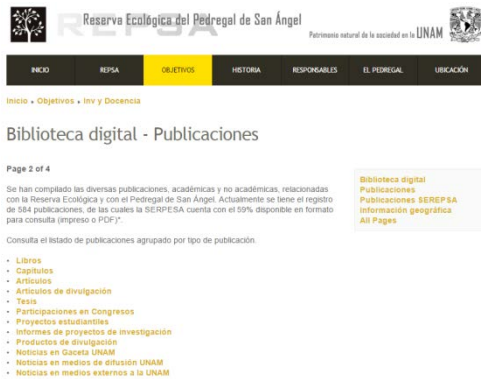 REPSA
Reserva Ecológica del Pedregal de San Ángel
Patrimonio natural de la sociedad en la UNAM
INICIO REPSA OBJETIVOS HISTORIA RESPONSABLES EL PEDREGAL UBICACIÓN
Inicio Objetivos Inv y Docencia
Biblioteca digital - Publicaciones
Page 2 of 4
Se han compilado las diversas publicaciones, académicas y no académicas, relacionadas
con la Reserva Ecológica y con el Pedregal de San Ángel. Actualmente se tiene el registro
de 584 publicaciones, de las cuales la SERPESA cuenta con el 59% disponible en formato
para consulta (impreso o PDF)*.
Consulta el listado de publicaciones agrupado por tipo de publicación.
Libros
Capítulos
Artículos
Artículos de divulgación
Tesis
Participaciones en Congresos
Proyectos estudiantiles
Informes de proyectos de investigación
Productos de divulgación
Noticias en Gaceta UNAM
Noticias en medios de difusión UNAM
Noticias en medios externos a la UNAM
Biblioteca digital
Publicaciones
Publicaciones SEREPSA
Información geográfica
All Pages